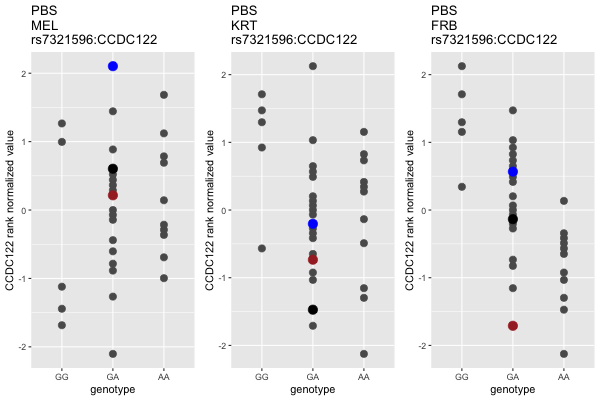 PBS
MEL
rs7321596:CCDC122
CCDC122 rank normalized value
2
1
0
-1
-2
GG
GA
AA
genotype
PBS
KRT
rs7321596:CCDC122
CCDC122 rank normalized value
2
1
0
-1
-2
GG
GA
AA
genotype
PBS
FRB
rs7321596:CCDC122
CCDC122 rank normalized value
2
1
0
-1
-2
GG
GA
AA
genotype